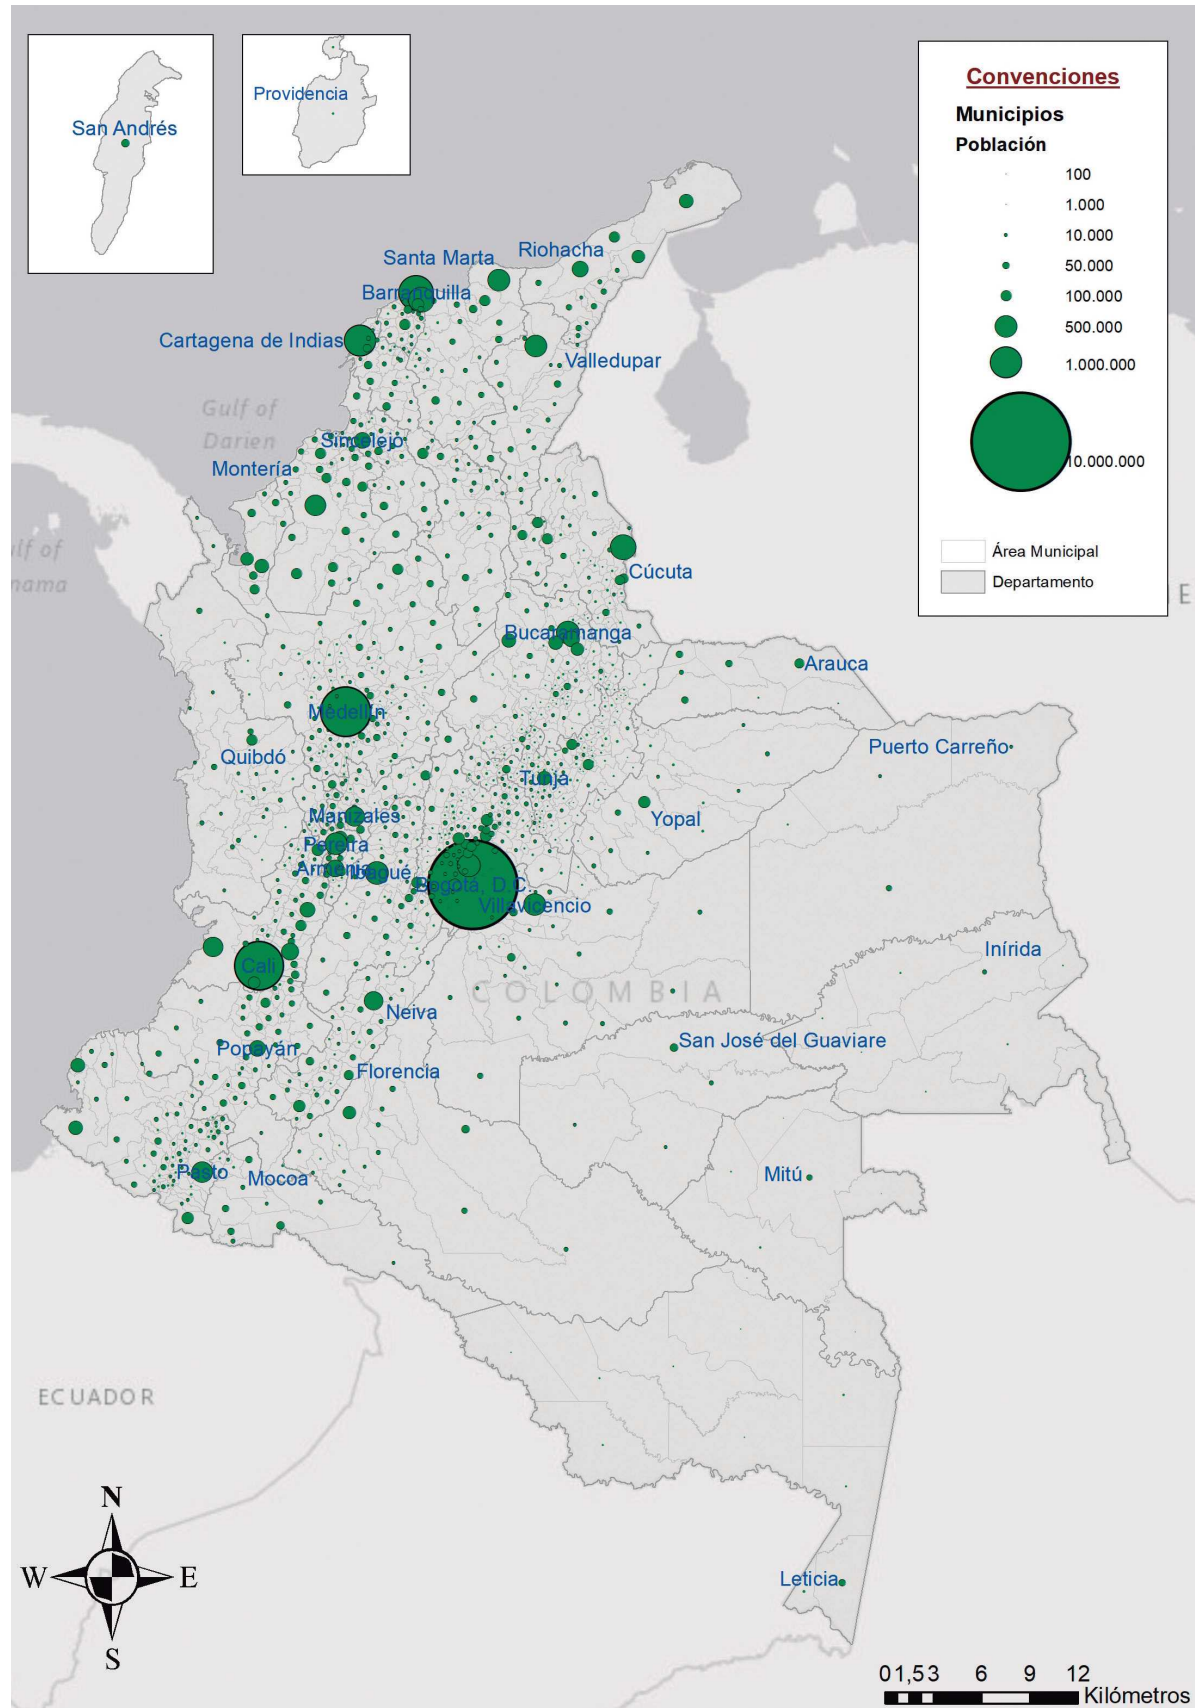 San Andrés
Providencia
Convenciones
Municipios
Población
100
1.000
10.000
50.000
100.000
500.000
1.000.000
10.000.000
Área Municipal
Departamento
Riohacha
Santa Marta
Barranquilla
Cartagena de Indias
Valledupar
Gulf of
Darien
Sincelejo
Montería
Cúcuta
Bucaramanga
Arauca
Medellín
Quibdó
Puerto Carreño
Tunja
Manizales
Yopal
Pereira
Armenia
Ibagué
Bogotá, D.C.
Villavicencio
Cali
Inírida
COLOMBIA
Neiva
San José del Guaviare
Popayán
Florencia
Pasto
Mocoa
Mitú
ECUADOR
Leticia
N
W
E
S
0 1,5 3 6 9 12
Kilómetros